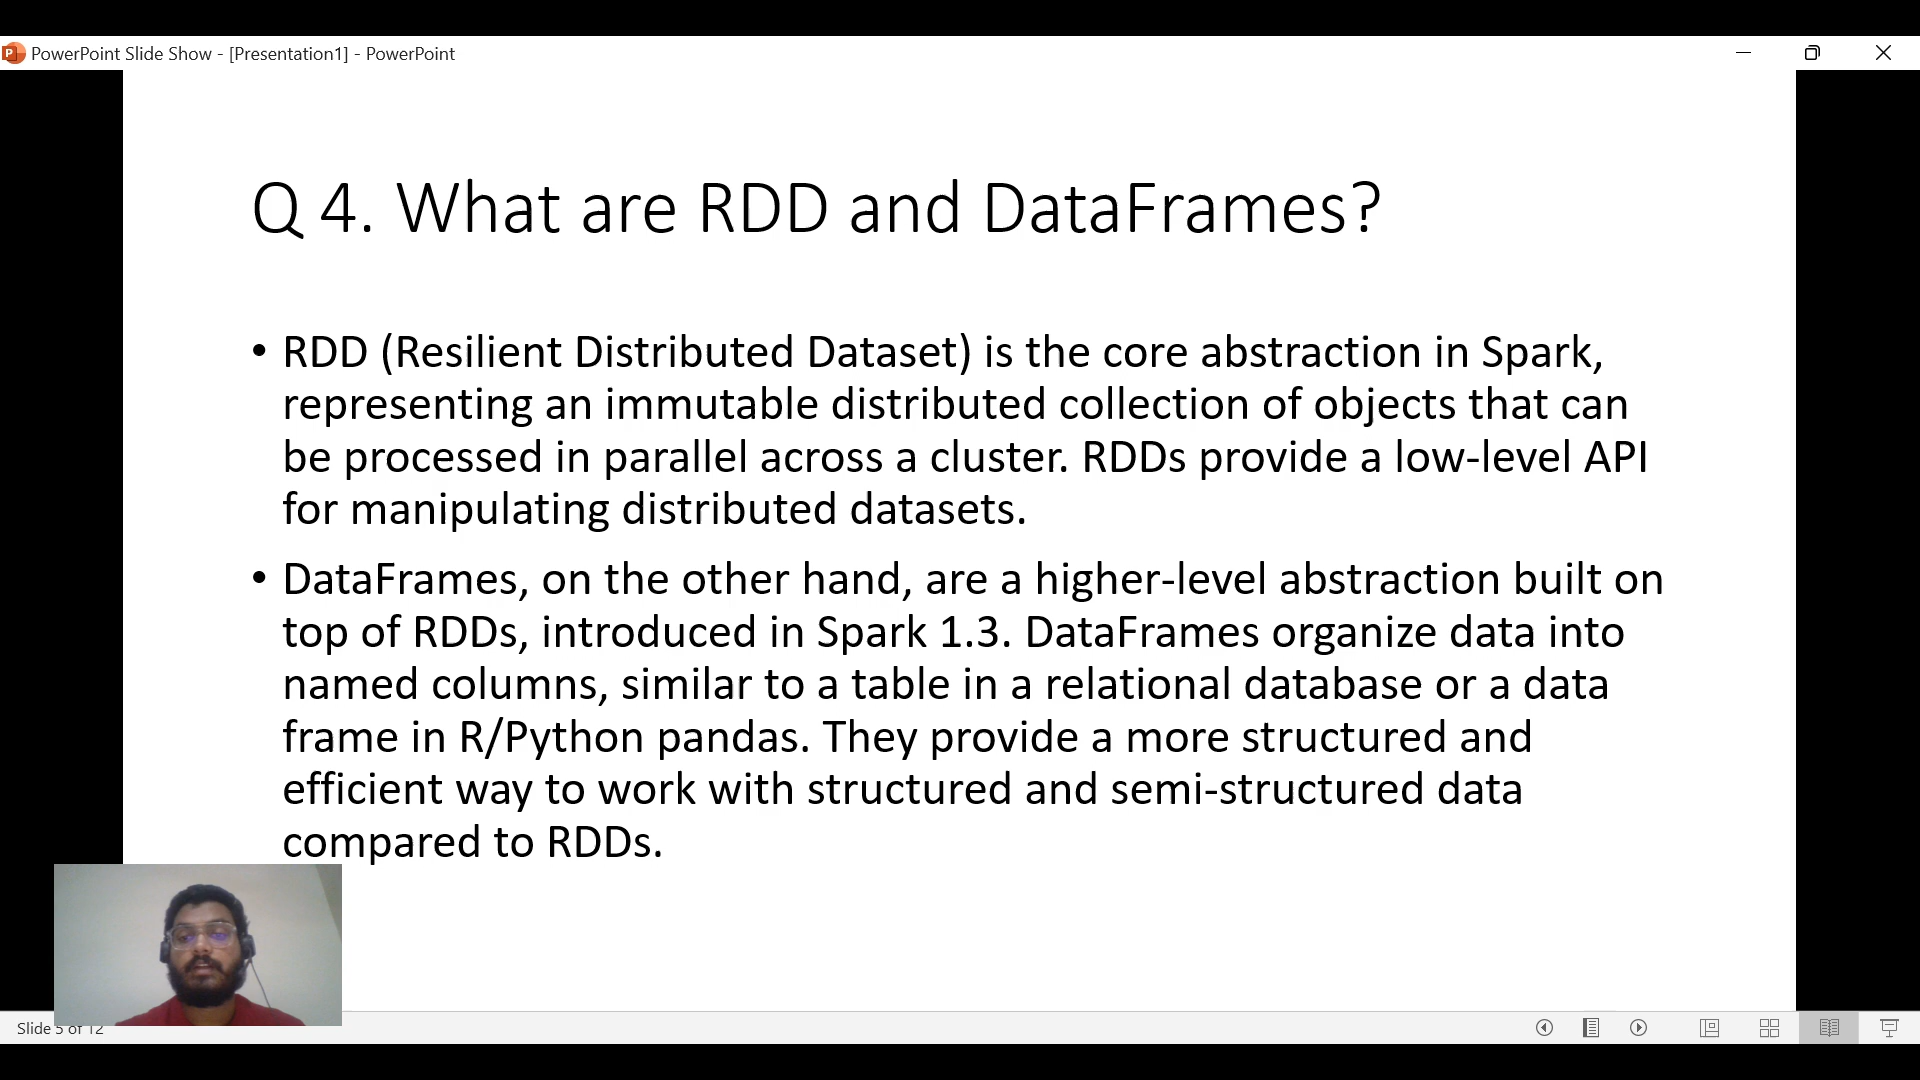 PowerPoint Slide Show - [Presentation1] - PowerPoint
Q 4. What are RDD and DataFrames?
• RDD (Resilient Distributed Dataset) is the core abstraction in Spark,
representing an immutable distributed collection of objects that can
be processed in parallel across a cluster. RDDs provide a low-level API
for manipulating distributed datasets.
• DataFrames, on the other hand, are a higher-level abstraction built on
top of RDDs, introduced in Spark 1.3. DataFrames organize data into
named columns, similar to a table in a relational database or a data
frame in R/Python pandas. They provide a more structured and
efficient way to work with structured and semi-structured data
compared to RDDs.
Slide 5 of 12